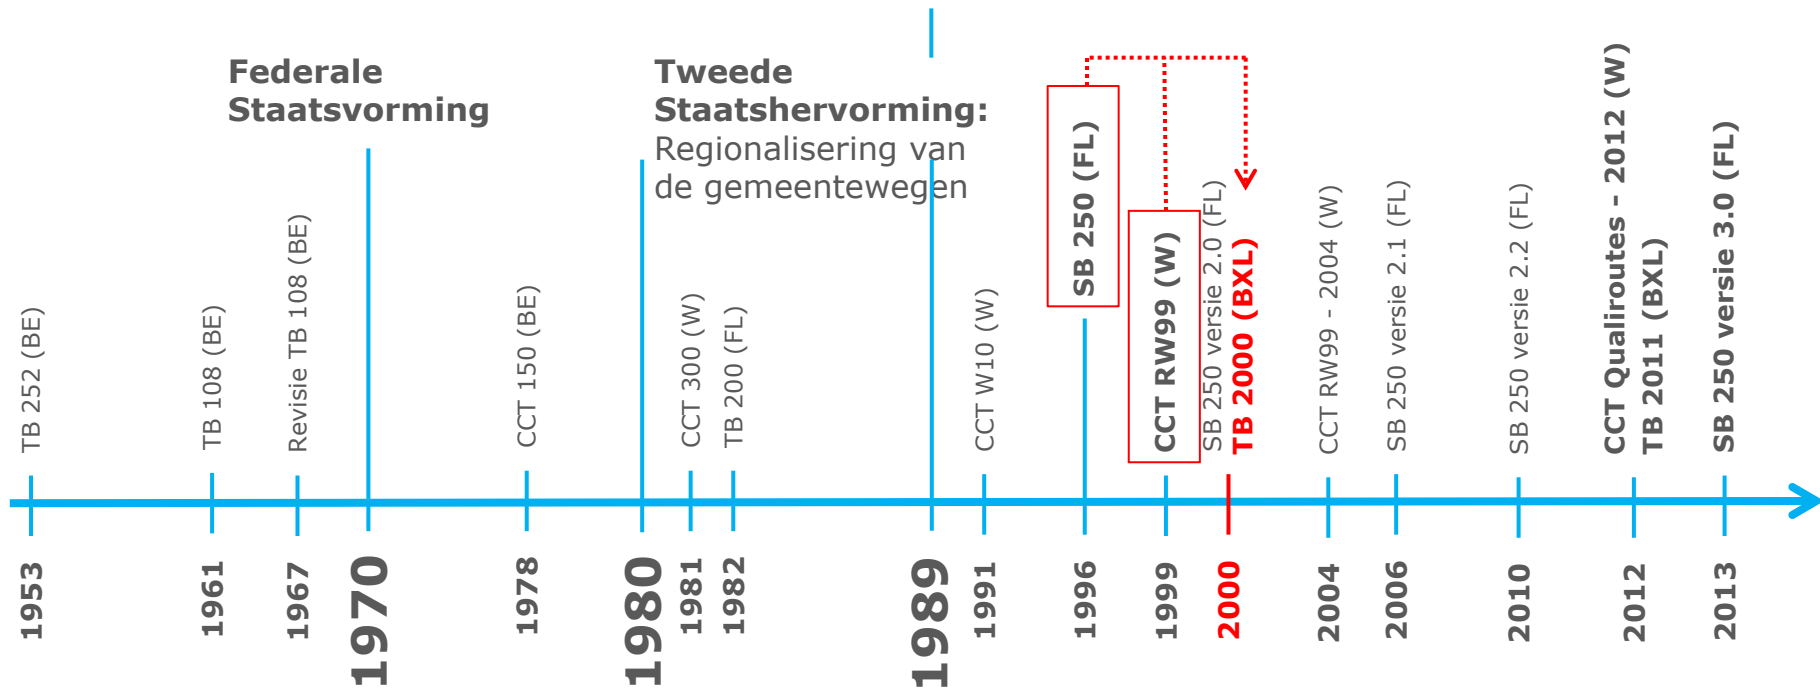 Federale
Staatsvorming
Tweede
Staatshervorming:
Regionalisering van
de gemeentewegen
TB 252 (BE)
TB 108 (BE)
Revisie TB 108 (BE)
CCT 150 (BE)
CCT 300 (W)
TB 200 (FL)
CCT W10 (W)
SB 250 (FL)
CCT RW99 (W)
SB 250 versie 2.0 (FL)
TB 2000 (BXL)
CCT RW99 - 2004 (W)
SB 250 versie 2.1 (FL)
SB 250 versie 2.2 (FL)
CCT Qualiroutes - 2012 (W)
TB 2011 (BXL)
SB 250 versie 3.0 (FL)
1953
1961
1967
1970
1978
1980
1981
1982
1989
1991
1996
1999
2000
2004
2006
2010
2012
2013